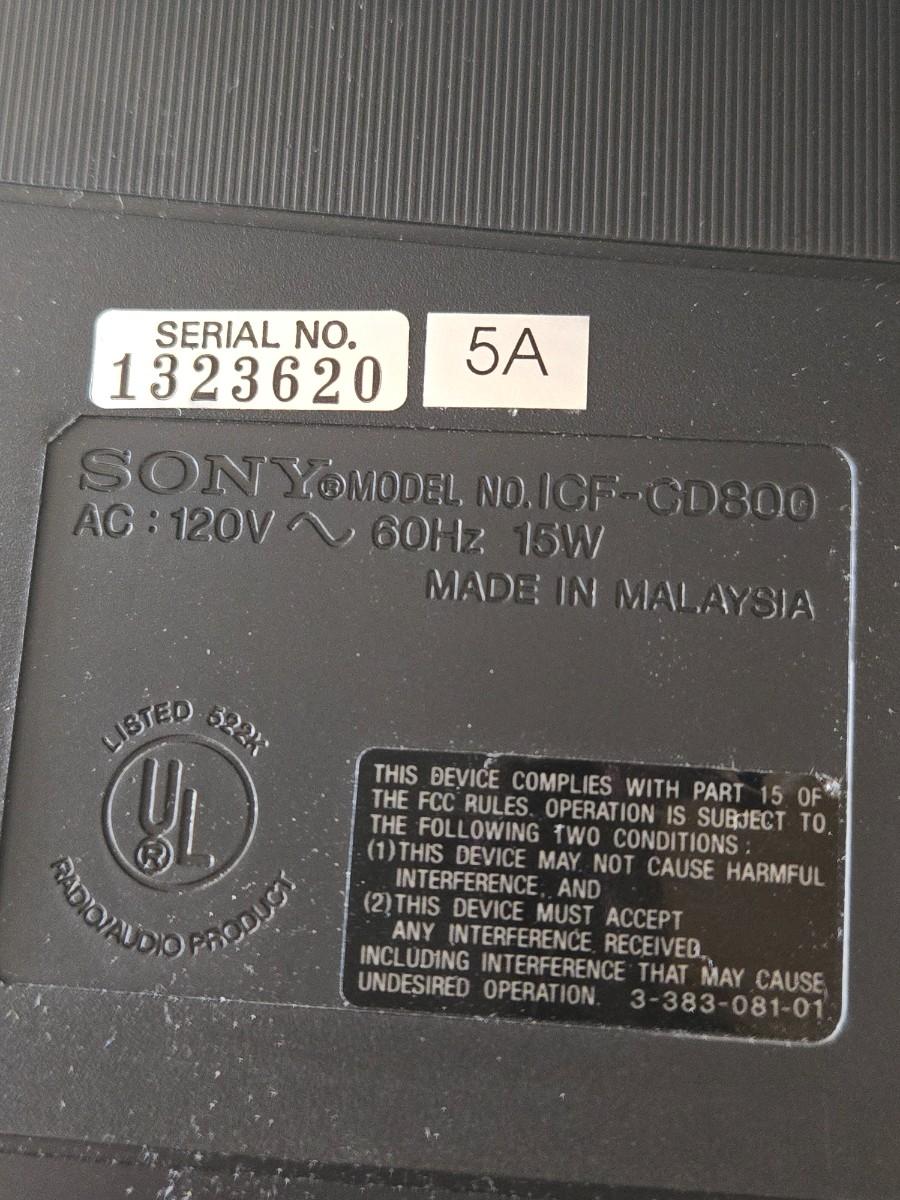 SERIAL NO.
1323620
5A
SONY® MODEL NO. ICF-CD800
AC : 120V ∿ 60Hz 15W
MADE IN MALAYSIA
LISTED 522K
UL®
RADIO/AUDIO PRODUCT
THIS DEVICE COMPLIES WITH PART 15 OF
THE FCC RULES. OPERATION IS SUBJECT TO
THE FOLLOWING TWO CONDITIONS :
(1)THIS DEVICE MAY NOT CAUSE HARMFUL
INTERFERENCE, AND
(2)THIS DEVICE MUST ACCEPT
ANY INTERFERENCE RECEIVED,
INCLUDING INTERFERENCE THAT MAY CAUSE
UNDESIRED OPERATION. 3-383-081-01